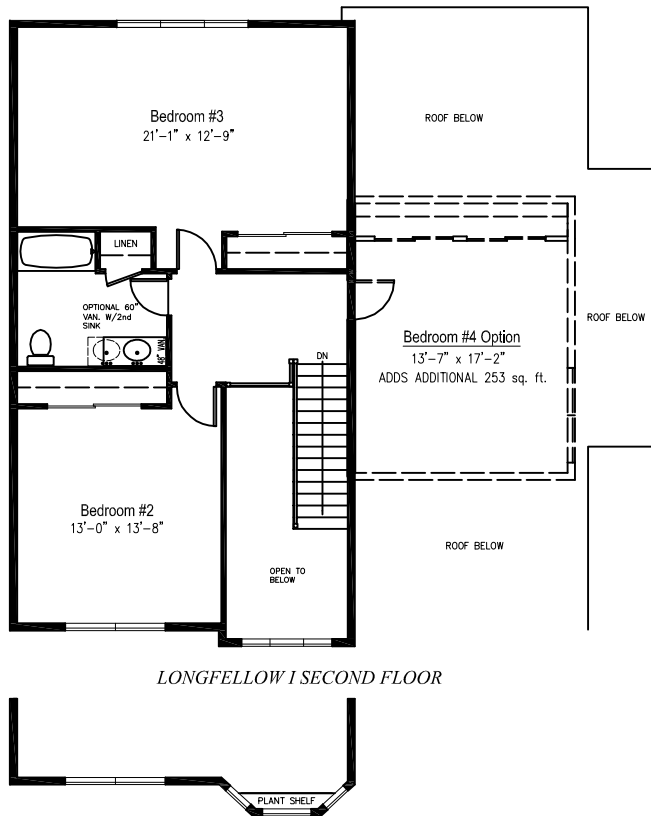 Bedroom #3
21'-1" x 12'-9"
ROOF BELOW
LINEN
OPTIONAL 60"
VAN. W/2nd
SINK
48" VAN.
ROOF BELOW
Bedroom #4 Option
13'-7" x 17'-2"
ADDS ADDITIONAL 253 sq. ft.
DN
Bedroom #2
13'-0" x 13'-8"
ROOF BELOW
OPEN TO
BELOW
LONGFELLOW I SECOND FLOOR
PLANT SHELF